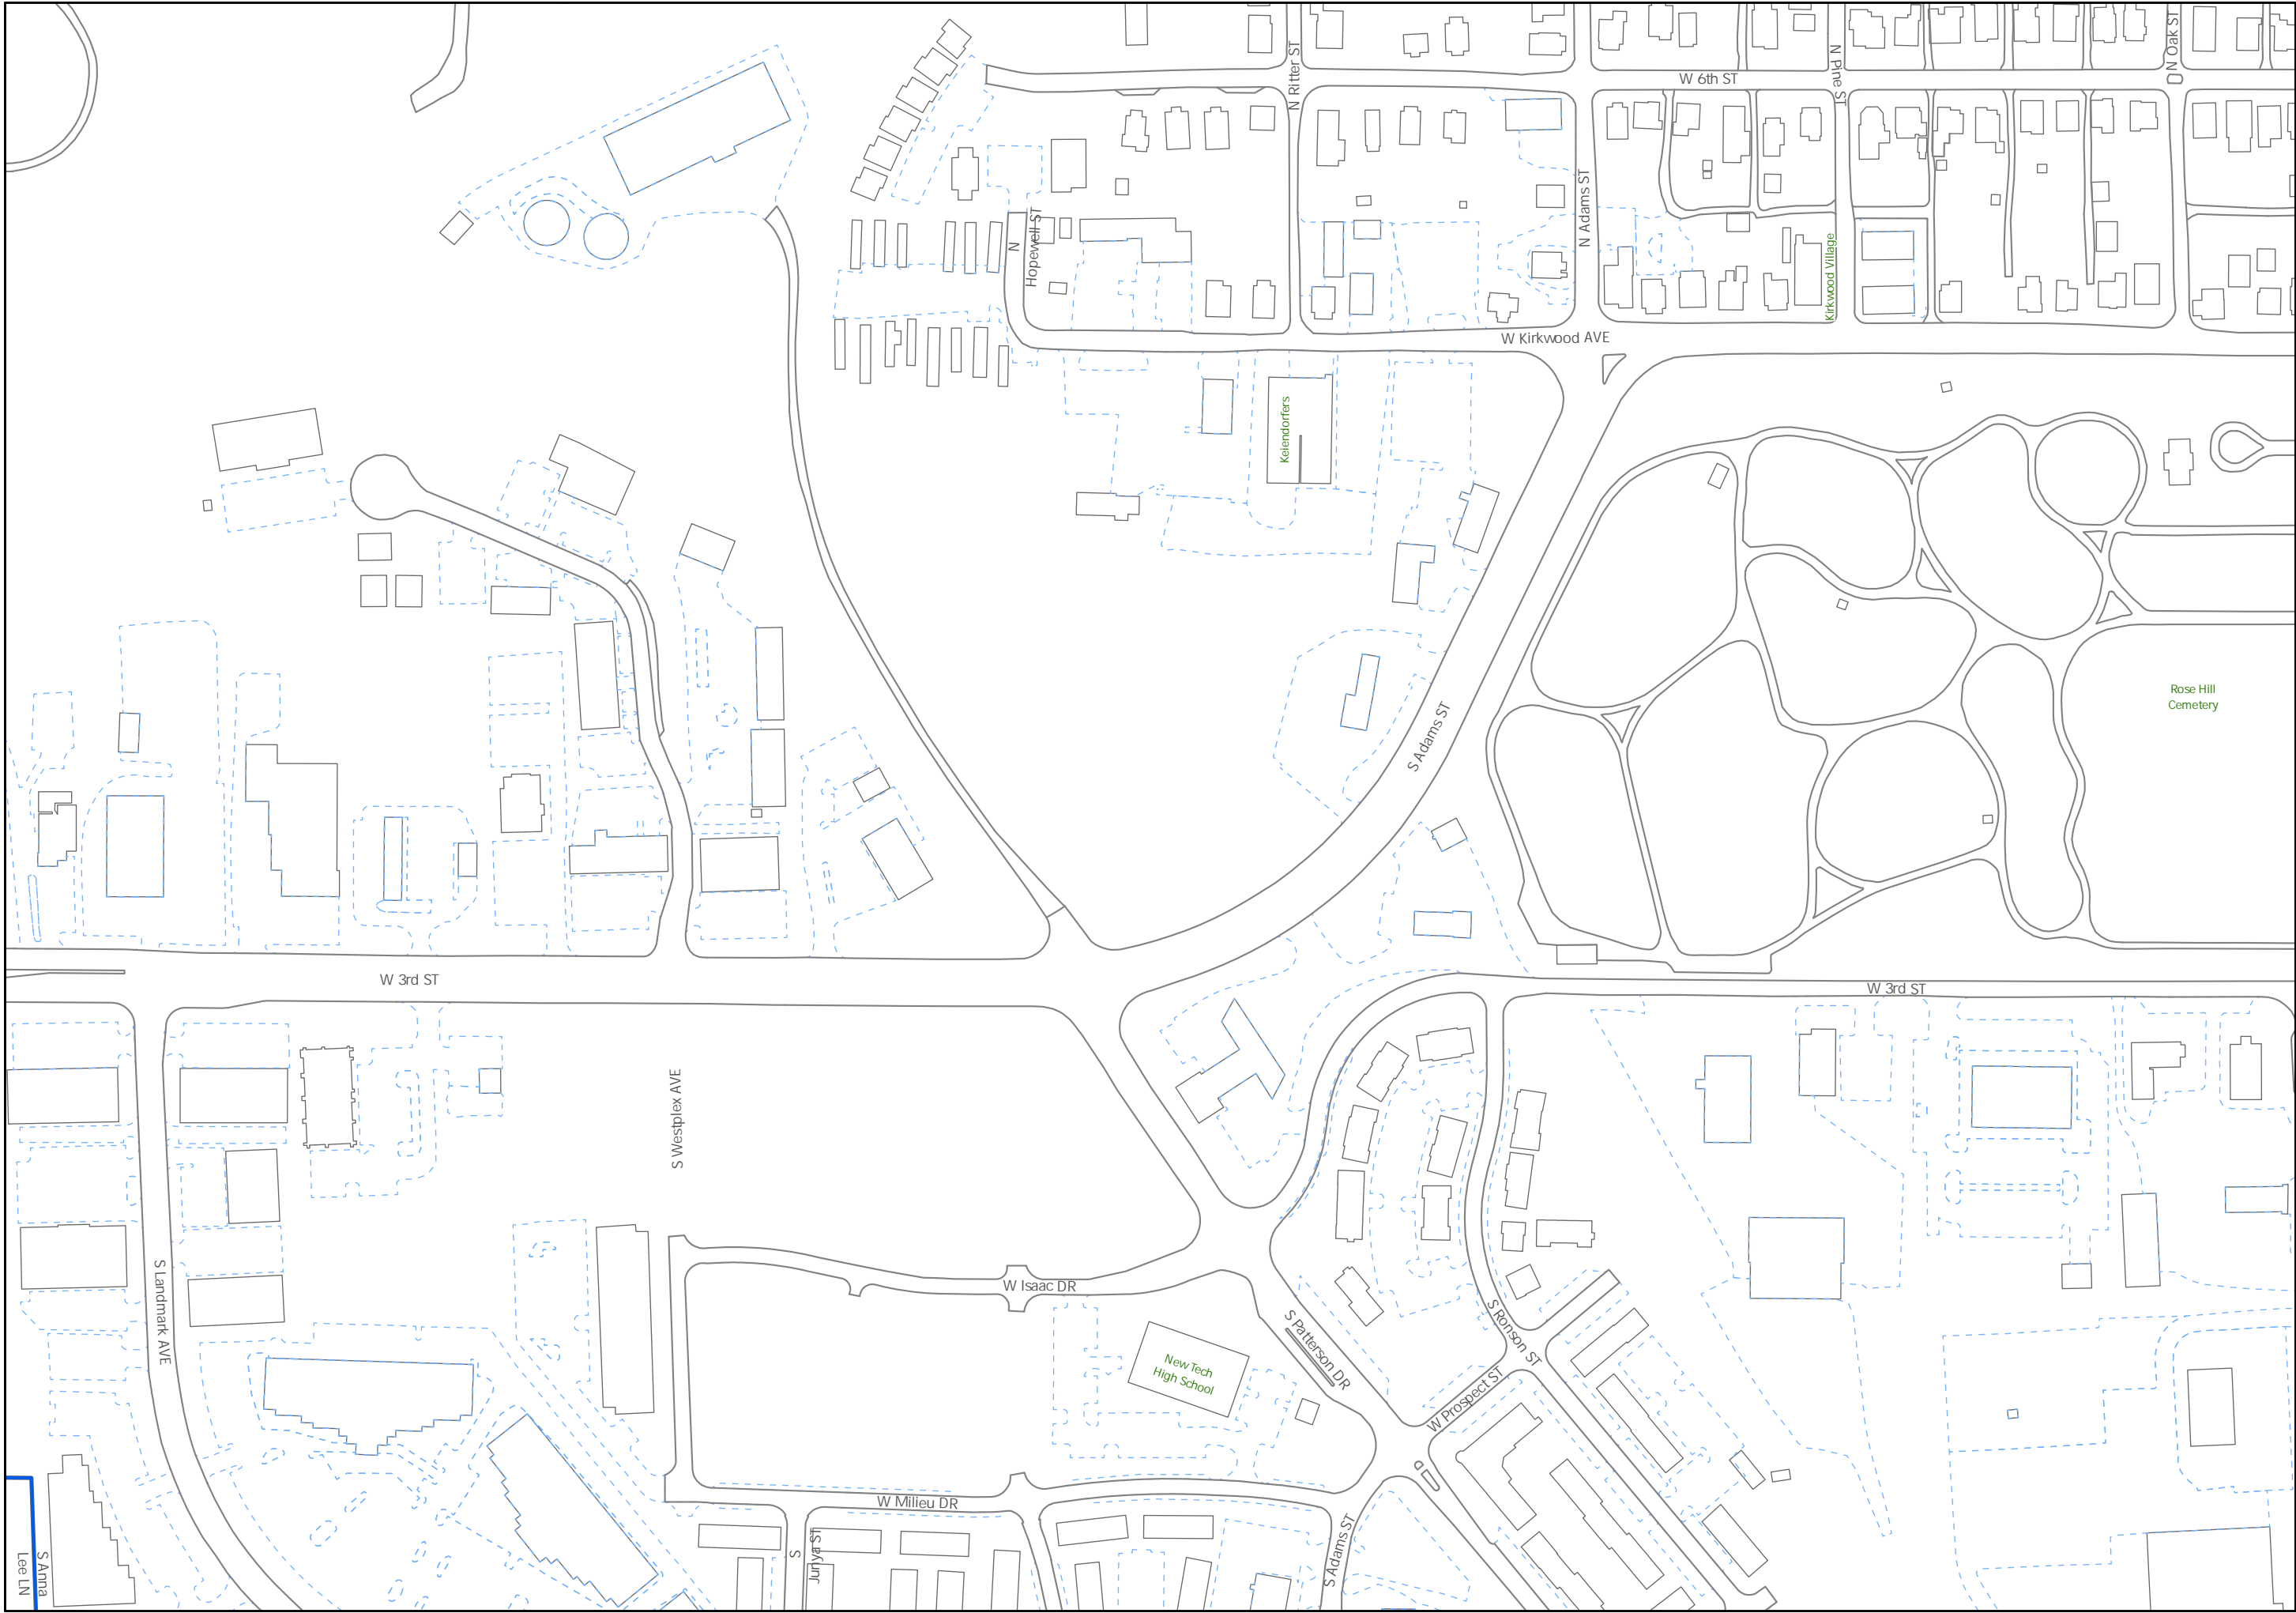 N Ritter ST
N Pine ST
N Oak ST
W 6th ST
N Adams ST
N
Hopewell ST
Kirkwood Village
W Kirkwood AVE
Keiendorfers
S Adams ST
Rose Hill
Cemetery
W 3rd ST
W 3rd ST
S Westplex AVE
S Landmark AVE
W Isaac DR
S Patterson DR
S Ronson ST
W Prospect ST
New Tech
High School
W Milieu DR
S
Junya ST
S Adams ST
S Anna
Lee LN